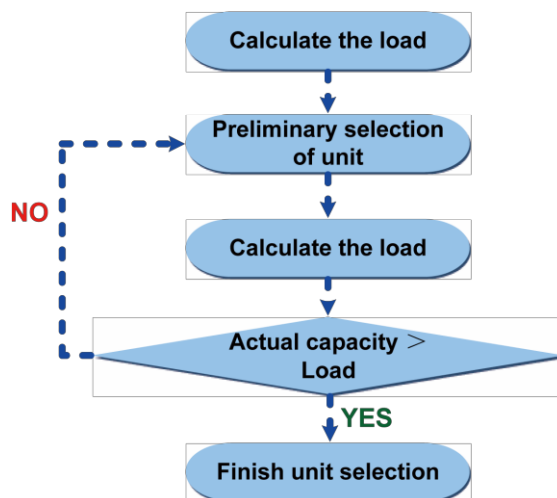 Calculate the load
Preliminary selection
of unit
NO
Calculate the load
Actual capacity >
Load
YES
Finish unit selection